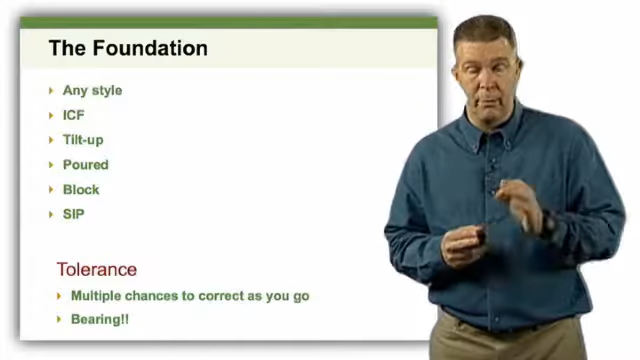 The Foundation
Any style
ICF
Tilt-up
Poured
Block
SIP
Tolerance
Multiple chances to correct as you go
Bearing!!